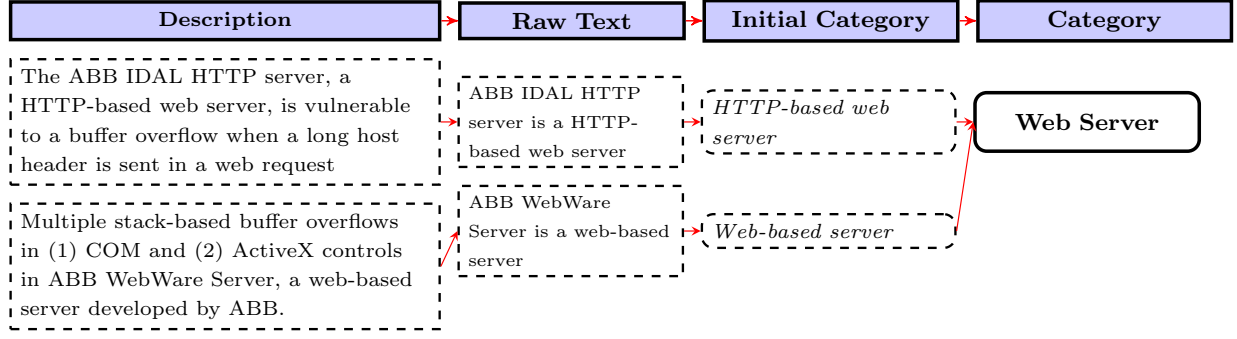 Description
Raw Text
Initial Category
Category
The ABB IDAL HTTP server, a
HTTP-based web server, is vulnerable
to a buffer overflow when a long host
header is sent in a web request
ABB IDAL HTTP
server is a HTTP-
based web server
HTTP-based web
server
Web Server
Multiple stack-based buffer overflows
in (1) COM and (2) ActiveX controls
in ABB WebWare Server, a web-based
server developed by ABB.
ABB WebWare
Server is a web-based
server
Web-based server